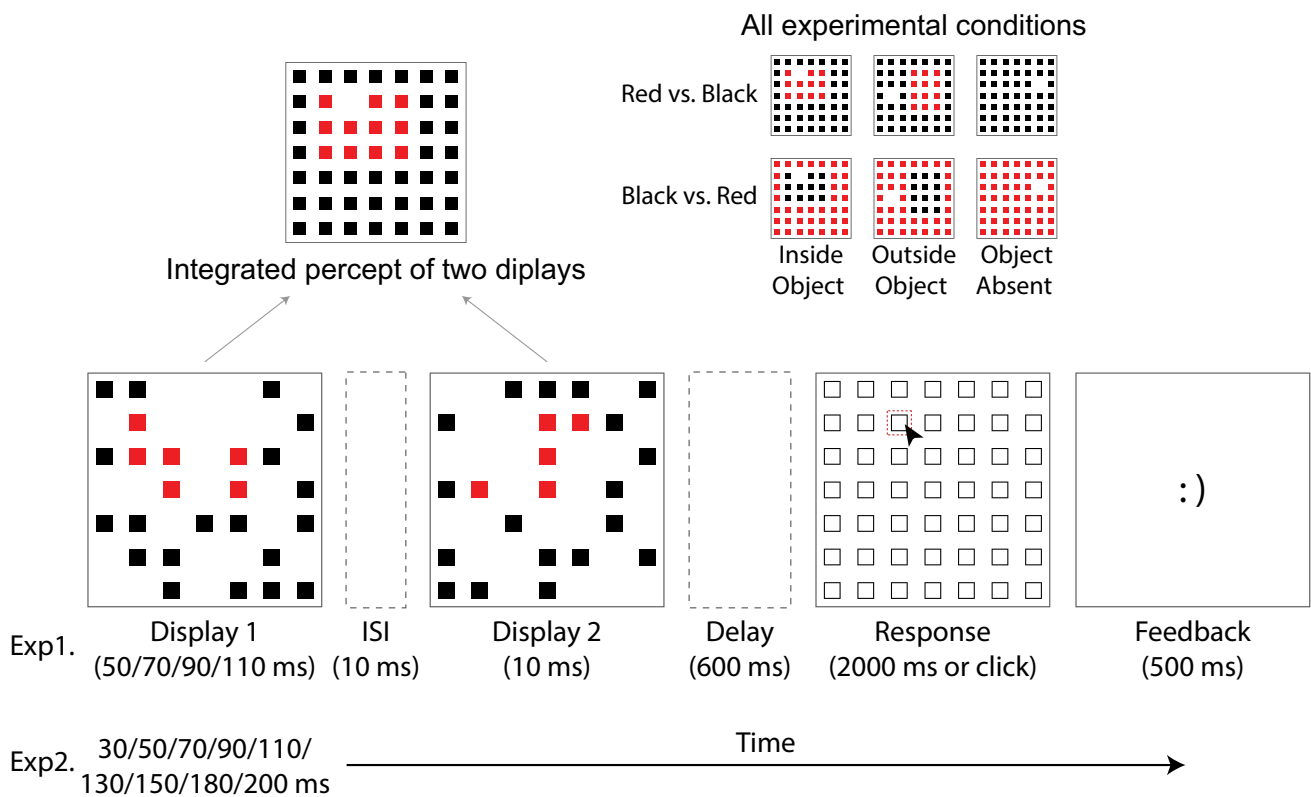 All experimental conditions
Red vs. Black
Black vs. Red
Inside
Object
Outside
Object
Object
Absent
Integrated percept of two diplays
: )
Exp1.
Display 1
(50/70/90/110 ms)
ISI
(10 ms)
Display 2
(10 ms)
Delay
(600 ms)
Response
(2000 ms or click)
Feedback
(500 ms)
Exp2.
30/50/70/90/110/
130/150/180/200 ms
Time